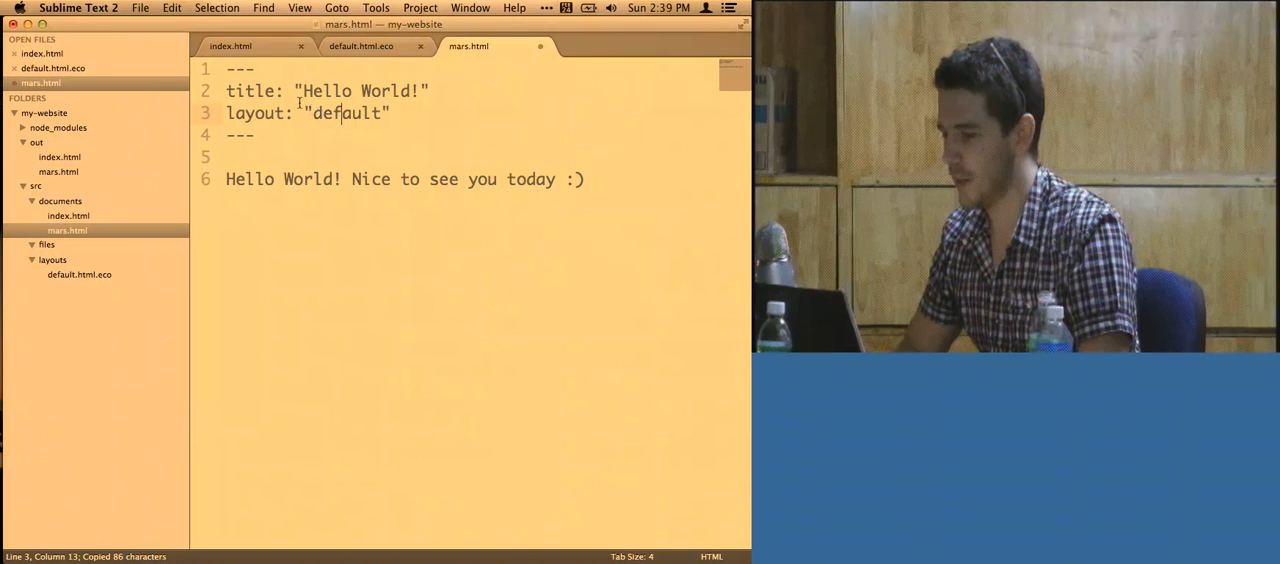 Sublime Text 2 File Edit Selection Find View Goto Tools Project Window Help ••• Sun 2:39 PM
mars.html — my-website
OPEN FILES
index.html
default.html.eco
mars.html
FOLDERS
my-website
node_modules
out
index.html
mars.html
src
documents
index.html
mars.html
files
layouts
default.html.eco
index.html × default.html.eco × mars.html
1 ---
2 title: "Hello World!"
3 layout: "default"
4 ---
5
6 Hello World! Nice to see you today :)
Line 3, Column 13; Copied 86 characters Tab Size: 4 HTML